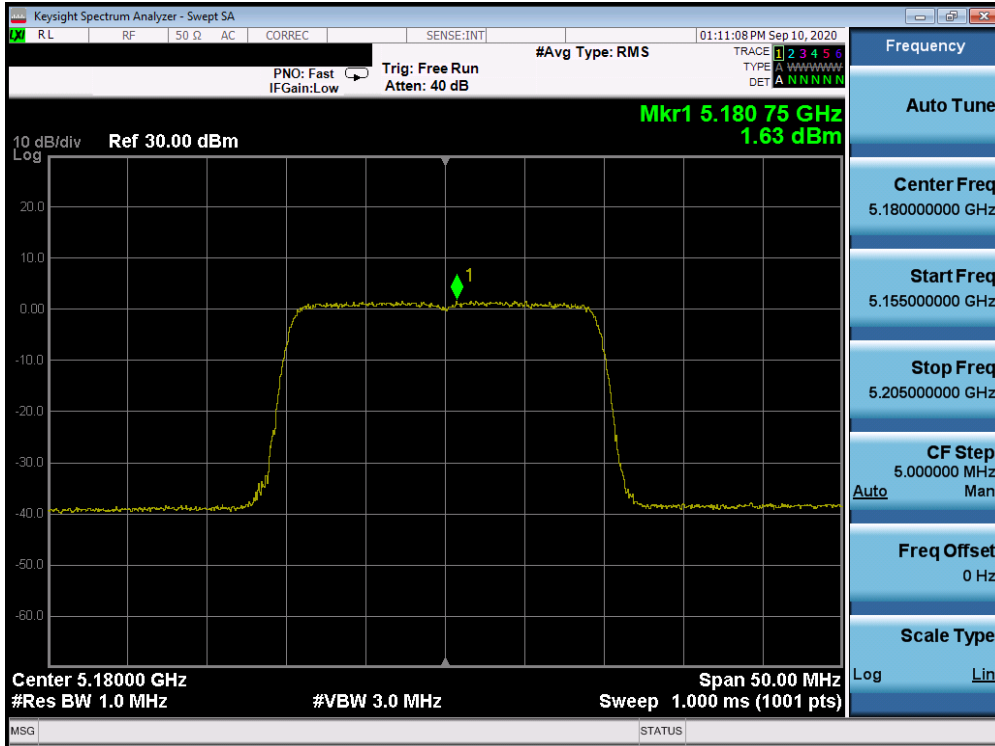 Keysight Spectrum Analyzer - Swept SA
LXI RL RF 50 Ω AC CORREC SENSE:INT 01:11:08 PM Sep 10, 2020
#Avg Type: RMS
TRACE 1 2 3 4 5 6
TYPE A WWWWW
DET A N N N N N
PNO: Fast
IFGain:Low
Trig: Free Run
Atten: 40 dB
Mkr1 5.180 75 GHz
1.63 dBm
10 dB/div Ref 30.00 dBm
Log
20.0
10.0
1
0.00
-10.0
-20.0
-30.0
-40.0
-50.0
-60.0
Center 5.18000 GHz Span 50.00 MHz
#Res BW 1.0 MHz #VBW 3.0 MHz Sweep 1.000 ms (1001 pts)
MSG STATUS
Frequency
Auto Tune
Center Freq
5.180000000 GHz
Start Freq
5.155000000 GHz
Stop Freq
5.205000000 GHz
CF Step
5.000000 MHz
Auto Man
Freq Offset
0 Hz
Scale Type
Log Lin